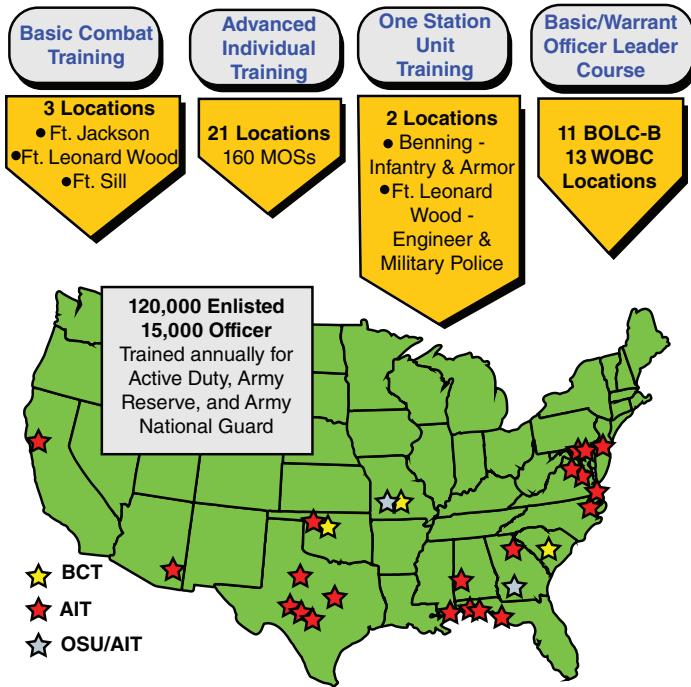 Basic Combat
Training
Advanced
Individual
Training
One Station
Unit
Training
Basic/Warrant
Officer Leader
Course
3 Locations
• Ft. Jackson
•Ft. Leonard Wood
•Ft. Sill
21 Locations
160 MOSs
2 Locations
• Benning -
Infantry & Armor
•Ft. Leonard
Wood -
Engineer &
Military Police
11 BOLC-B
13 WOBC
Locations
120,000 Enlisted
15,000 Officer
Trained annually for
Active Duty, Army
Reserve, and Army
National Guard
BCT
AIT
OSU/AIT